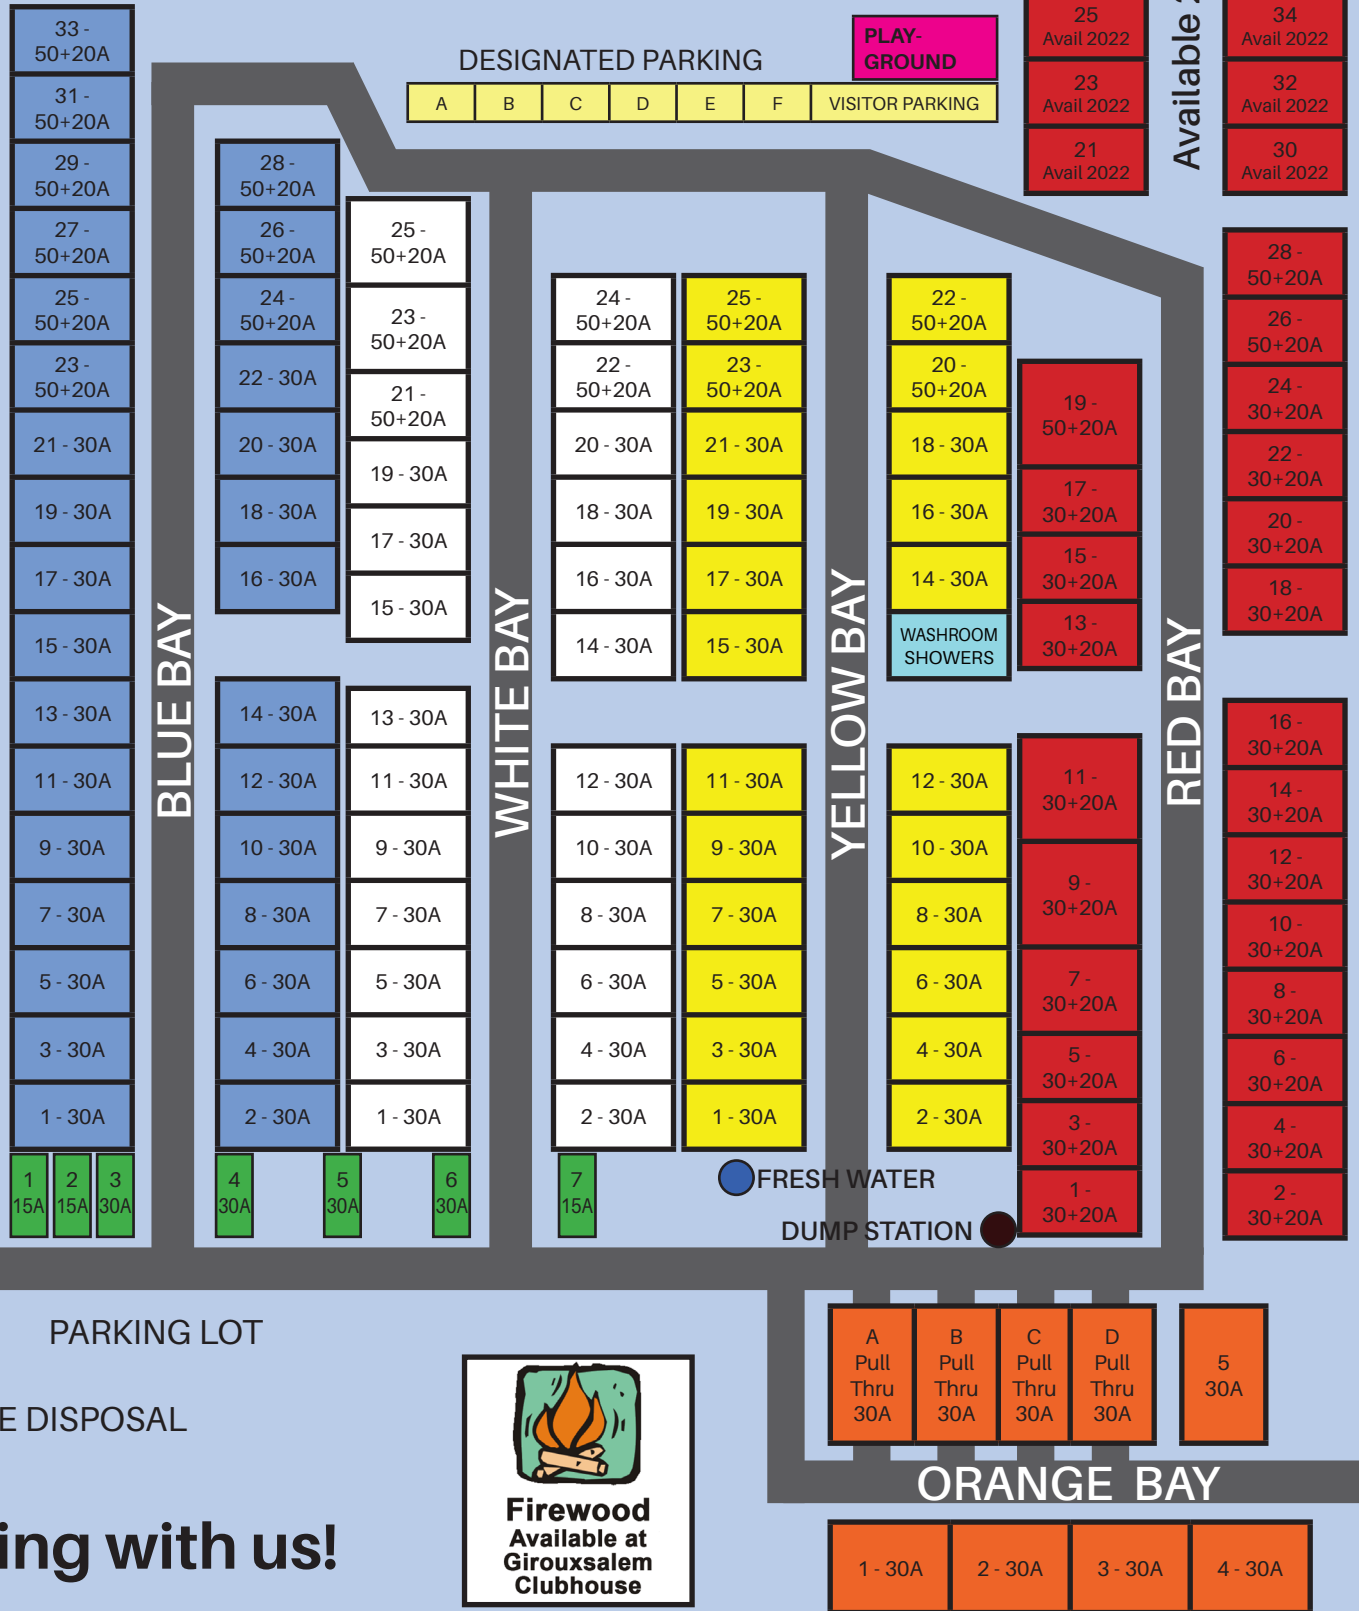 33 -
50+20A
31 -
50+20A
29 -
50+20A
27 -
50+20A
25 -
50+20A
23 -
50+20A
21 - 30A
19 - 30A
17 - 30A
15 - 30A
13 - 30A
11 - 30A
9 - 30A
7 - 30A
5 - 30A
3 - 30A
1 - 30A
BLUE BAY
28 -
50+20A
26 -
50+20A
24 -
50+20A
22 - 30A
20 - 30A
18 - 30A
16 - 30A
14 - 30A
12 - 30A
10 - 30A
8 - 30A
6 - 30A
4 - 30A
2 - 30A
25 -
50+20A
23 -
50+20A
21 -
50+20A
19 - 30A
17 - 30A
15 - 30A
13 - 30A
11 - 30A
9 - 30A
7 - 30A
5 - 30A
3 - 30A
1 - 30A
DESIGNATED PARKING
A
B
C
D
E
F
VISITOR PARKING
PLAY-
GROUND
WHITE BAY
24 -
50+20A
22 -
50+20A
20 - 30A
18 - 30A
16 - 30A
14 - 30A
12 - 30A
10 - 30A
8 - 30A
6 - 30A
4 - 30A
2 - 30A
25 -
50+20A
23 -
50+20A
21 - 30A
19 - 30A
17 - 30A
15 - 30A
11 - 30A
9 - 30A
7 - 30A
5 - 30A
3 - 30A
1 - 30A
YELLOW BAY
22 -
50+20A
20 -
50+20A
18 - 30A
16 - 30A
14 - 30A
WASHROOM
SHOWERS
12 - 30A
10 - 30A
8 - 30A
6 - 30A
4 - 30A
2 - 30A
25
Avail 2022
23
Avail 2022
21
Avail 2022
19 -
50+20A
17 -
30+20A
15 -
30+20A
13 -
30+20A
11 -
30+20A
9 -
30+20A
7 -
30+20A
5 -
30+20A
3 -
30+20A
1 -
30+20A
Available 2
RED BAY
34
Avail 2022
32
Avail 2022
30
Avail 2022
28 -
50+20A
26 -
50+20A
24 -
30+20A
22 -
30+20A
20 -
30+20A
18 -
30+20A
16 -
30+20A
14 -
30+20A
12 -
30+20A
10 -
30+20A
8 -
30+20A
6 -
30+20A
4 -
30+20A
2 -
30+20A
1
15A
2
15A
3
30A
4
30A
5
30A
6
30A
7
15A
FRESH WATER
DUMP STATION
PARKING LOT
E DISPOSAL
ing with us!
Firewood
Available at
Girouxsalem
Clubhouse
A
Pull
Thru
30A
B
Pull
Thru
30A
C
Pull
Thru
30A
D
Pull
Thru
30A
5
30A
ORANGE BAY
1 - 30A
2 - 30A
3 - 30A
4 - 30A